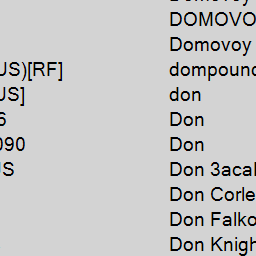 DOMOVO
Domovoy
US)[RF] dompound
US] don
6 Don
090 Don
US Don 3acal
Don Corle
Don Falko
Don Knigh